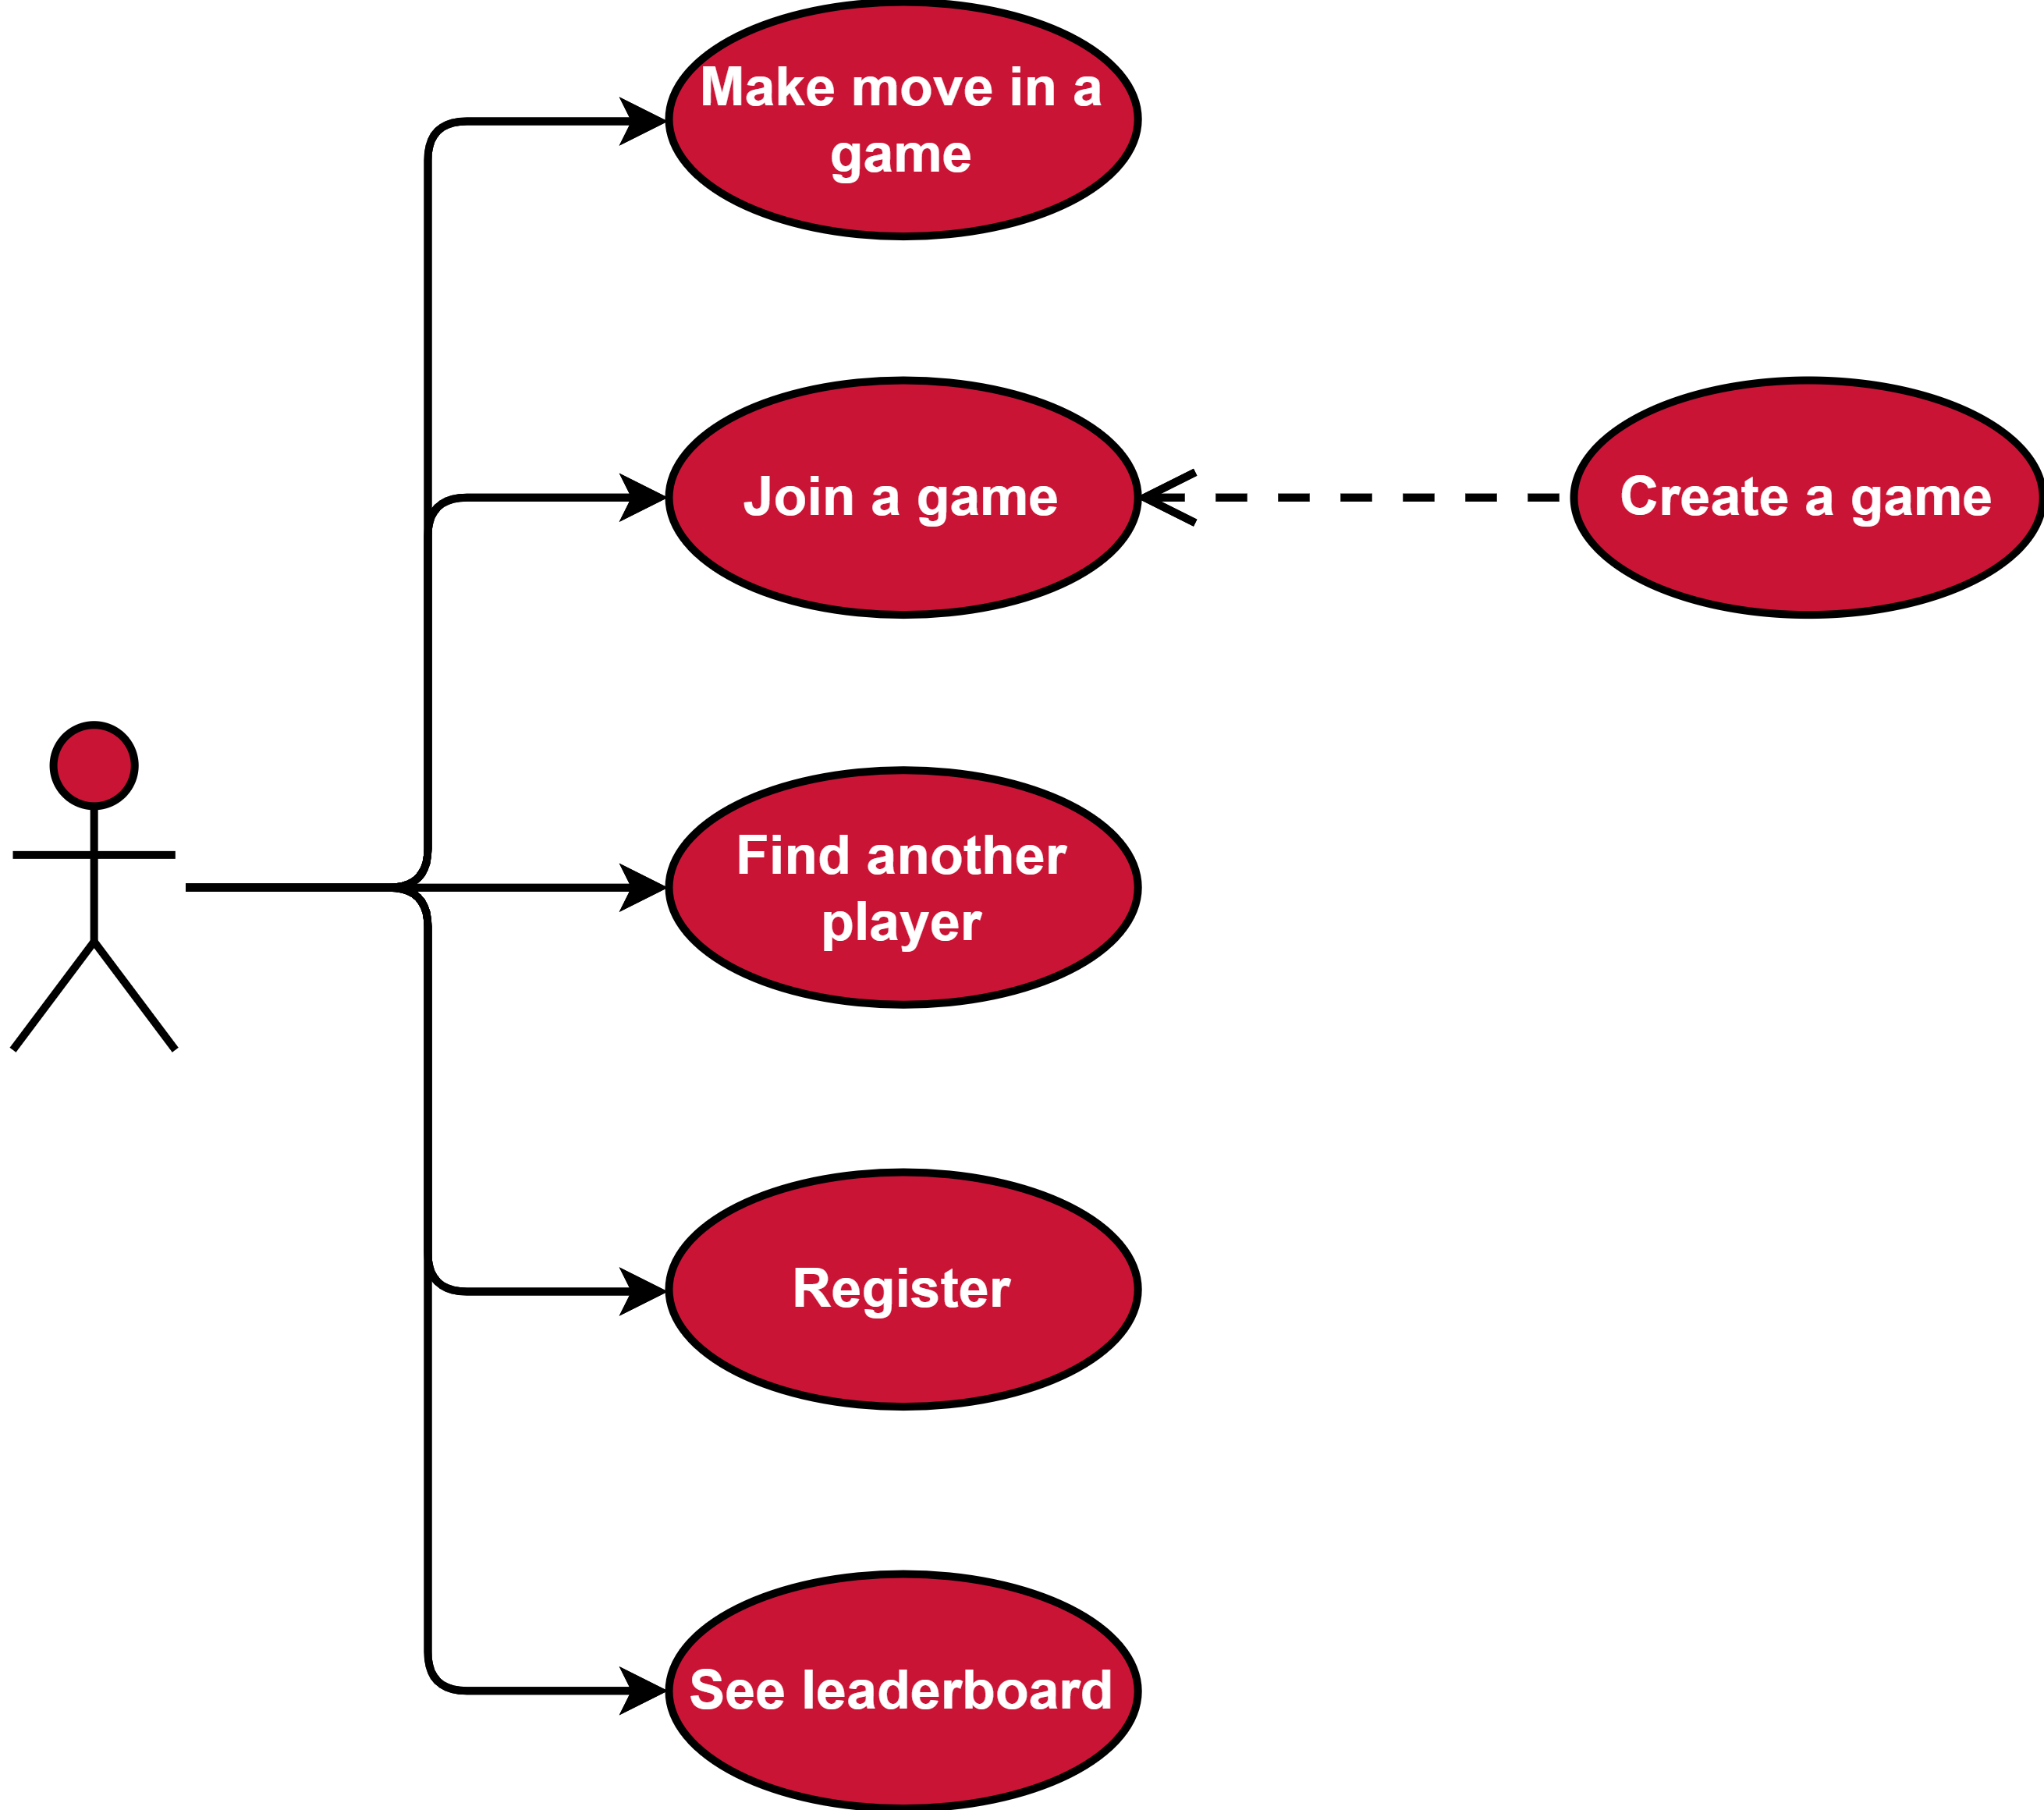 Make move in a
game
Join a game
Create a game
Find another
player
Register
See leaderboard